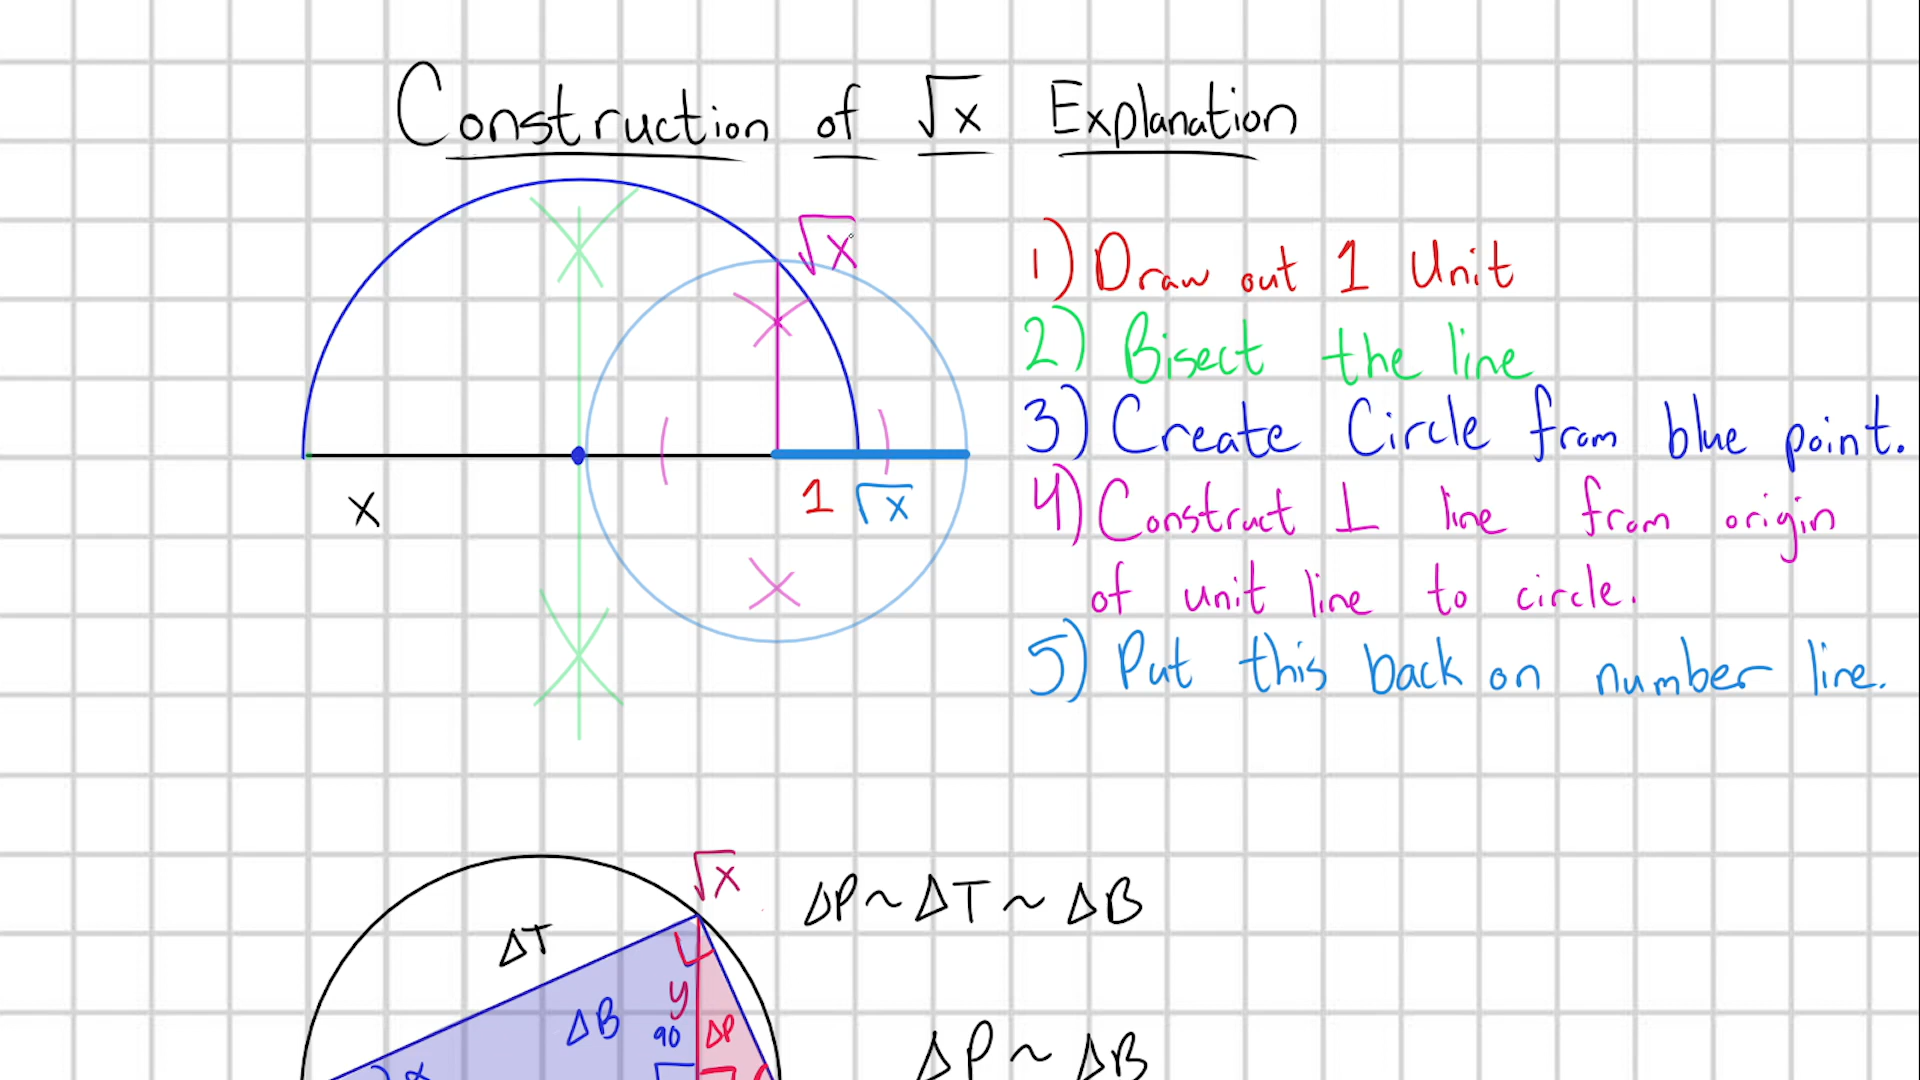 Construction of √x Explanation
√x
1) Draw out 1 Unit
2) Bisect the line
3) Create Circle from blue point.
x
1 √x
4) Construct ⊥ line from origin
of unit line to circle.
5) Put this back on number line.
√x
ΔP ~ ΔT ~ ΔB
ΔT
y
ΔB
90
ΔP
ΔP ~ ΔB
α